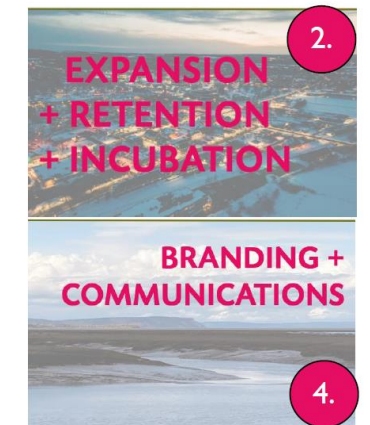 2.
EXPANSION
+ RETENTION
+ INCUBATION
BRANDING +
COMMUNICATIONS
4.